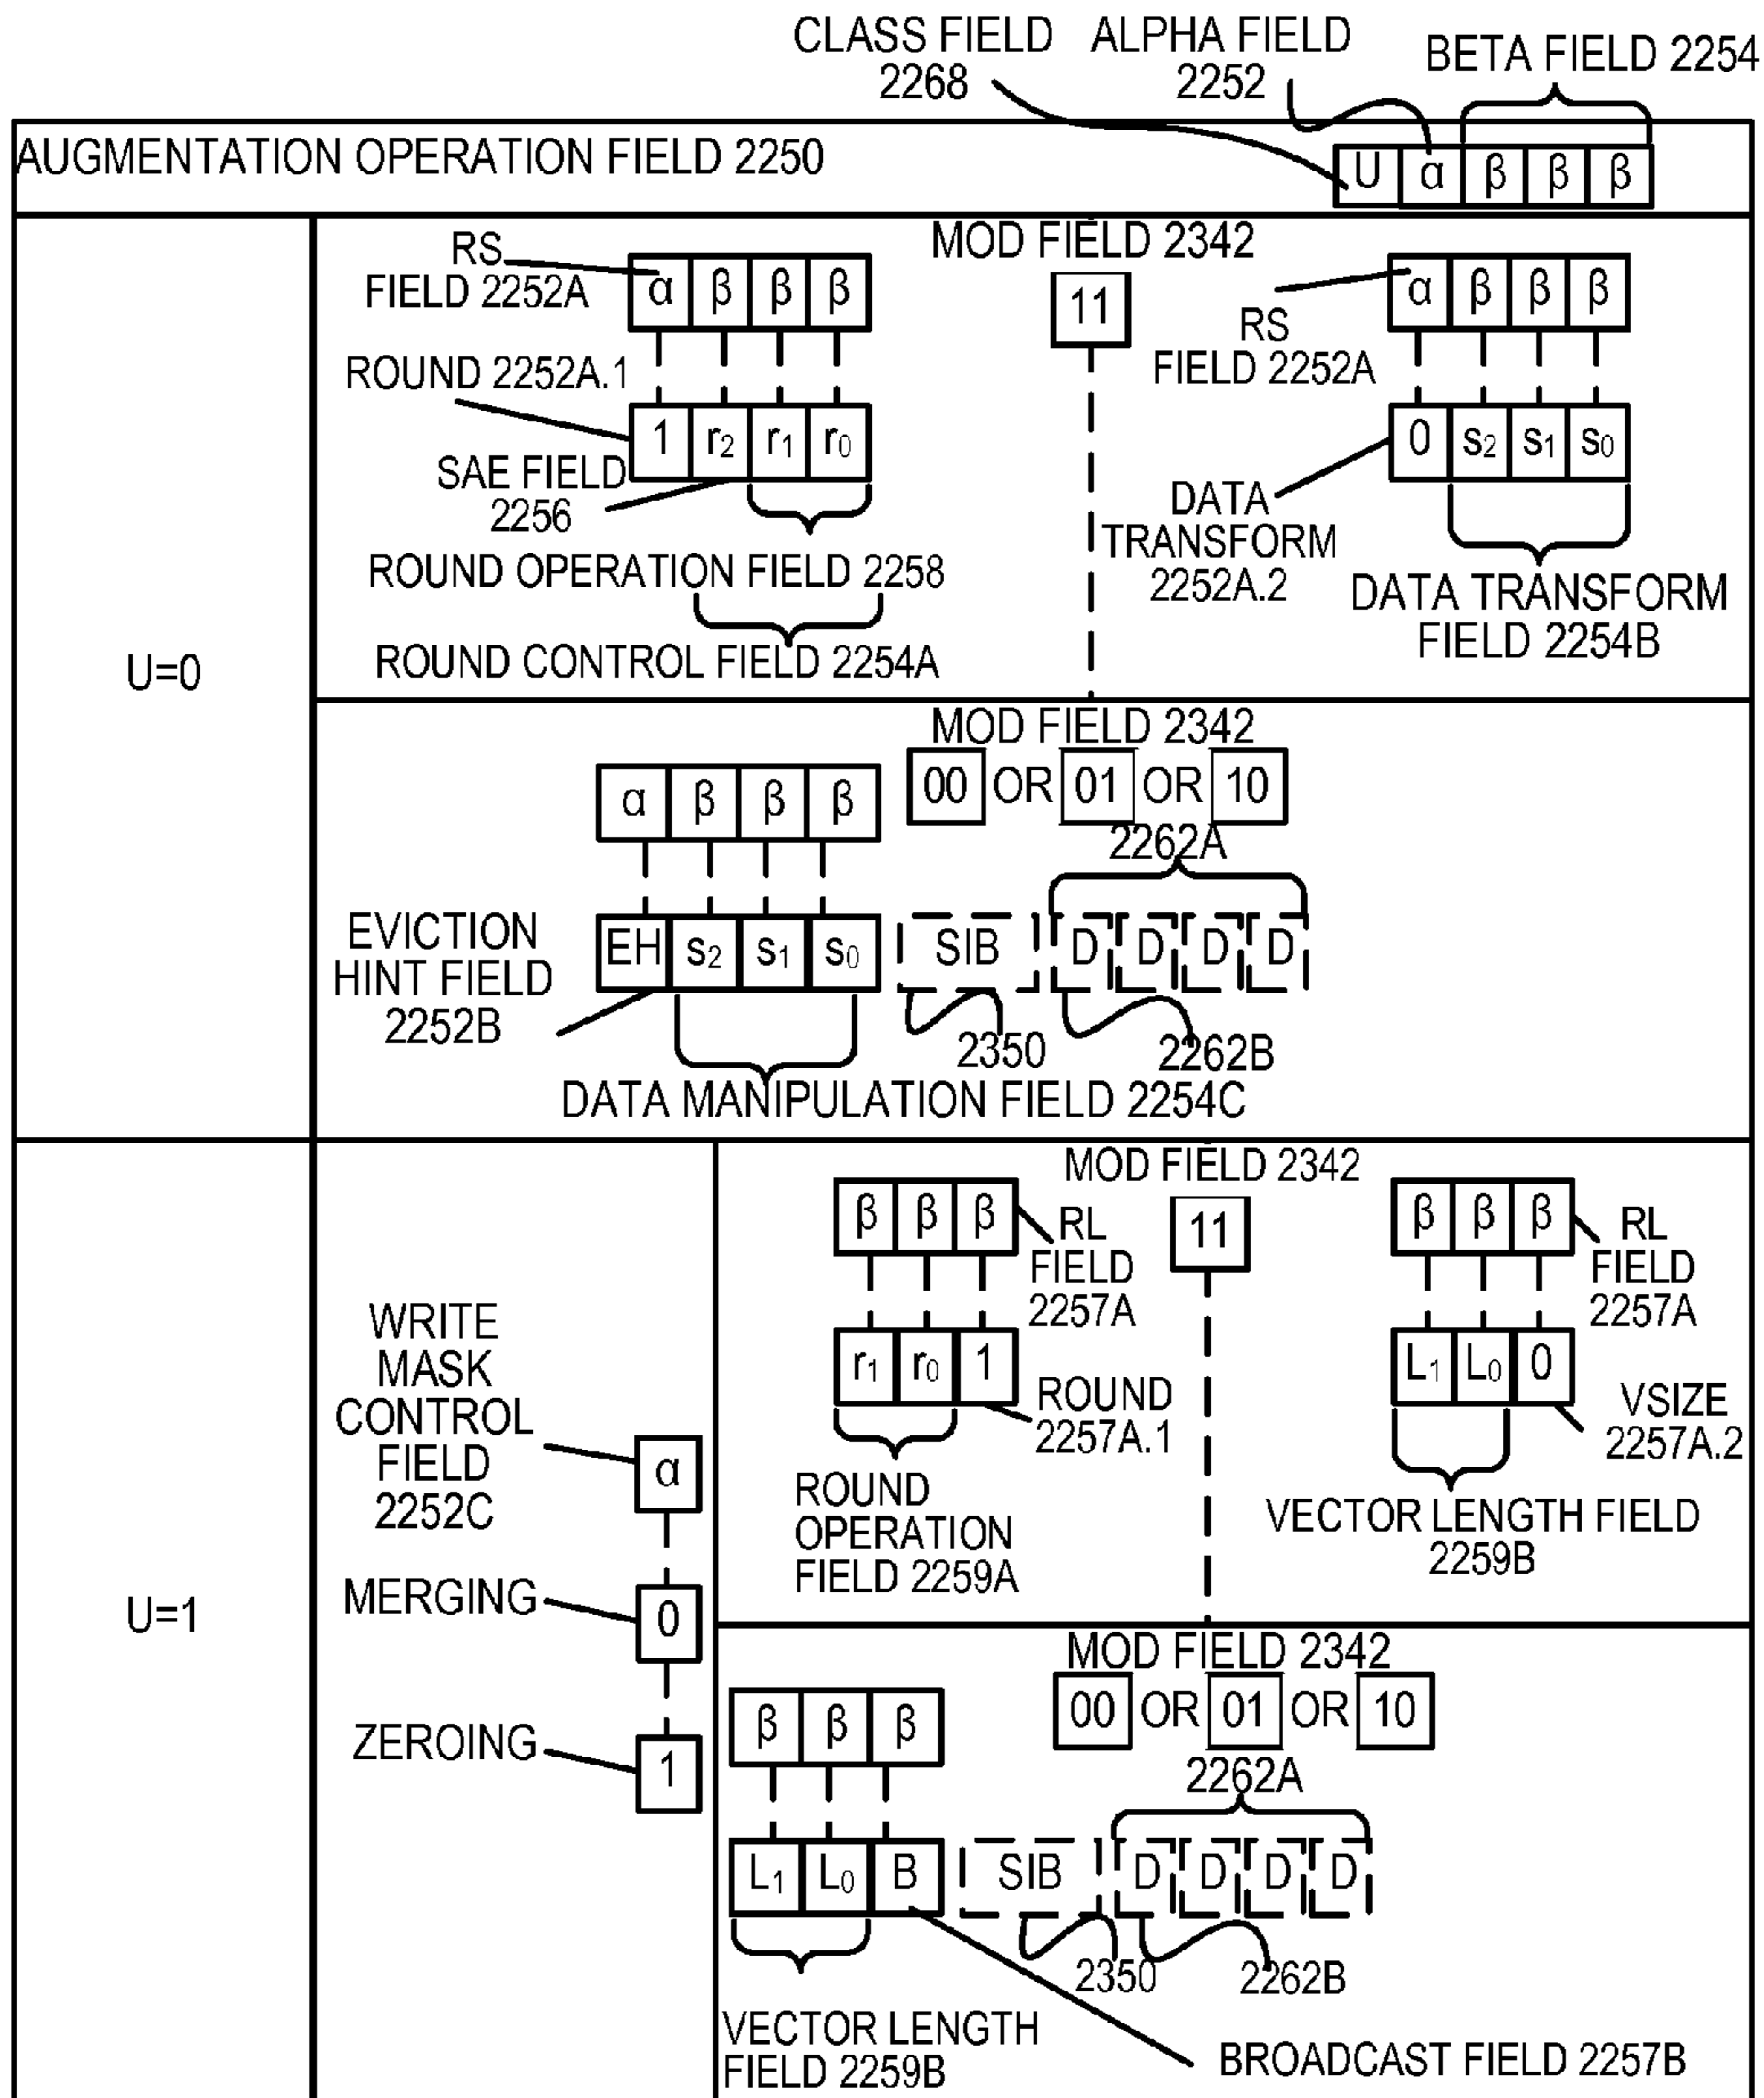 CLASS FIELD
2268
ALPHA FIELD
2252
BETA FIELD 2254
AUGMENTATION OPERATION FIELD 2250
U α β β β
U=0
MOD FIELD 2342
11
RS
FIELD 2252A
α β β β
ROUND 2252A.1
1 r₂ r₁ r₀
SAE FIELD
2256
ROUND OPERATION FIELD 2258
ROUND CONTROL FIELD 2254A
α β β β
RS
FIELD 2252A
0 s₂ s₁ s₀
DATA
TRANSFORM
2252A.2
DATA TRANSFORM
FIELD 2254B
MOD FIELD 2342
00 OR 01 OR 10
α β β β
2262A
EVICTION
HINT FIELD
2252B
EH s₂ s₁ s₀
SIB D D D D
2350
2262B
DATA MANIPULATION FIELD 2254C
U=1
WRITE
MASK
CONTROL
FIELD
2252C
α
MERGING
0
ZEROING
1
MOD FIELD 2342
11
β β β
RL
FIELD
2257A
r₁ r₀ 1
ROUND
2257A.1
ROUND
OPERATION
FIELD 2259A
β β β
RL
FIELD
2257A
L₁ L₀ 0
VSIZE
2257A.2
VECTOR LENGTH FIELD
2259B
MOD FIELD 2342
00 OR 01 OR 10
β β β
2262A
L₁ L₀ B
SIB D D D D
2350
2262B
VECTOR LENGTH
FIELD 2259B
BROADCAST FIELD 2257B